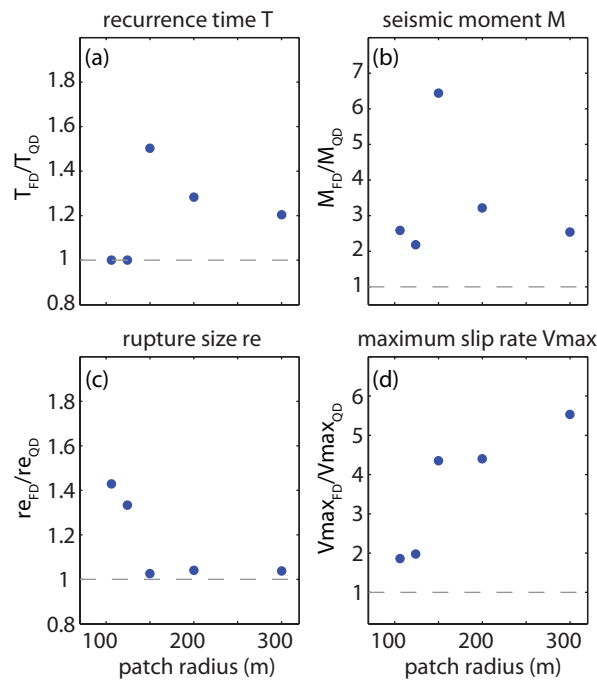 recurrence time T
(a)
1.8
1.6
1.4
1.2
1
0.8
T_FD/T_QD
seismic moment M
(b)
7
6
5
4
3
2
1
M_FD/M_QD
rupture size re
(c)
1.8
1.6
1.4
1.2
1
0.8
re_FD/re_QD
100 200 300
patch radius (m)
maximum slip rate Vmax
(d)
6
5
4
3
2
1
Vmax_FD/Vmax_QD
100 200 300
patch radius (m)